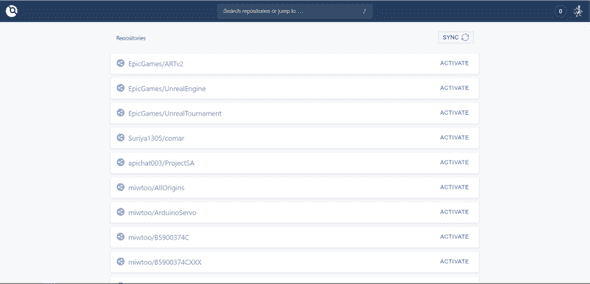 Search repositories or jump to … /
0
Repositories
SYNC
EpicGames/ARTv2 ACTIVATE
EpicGames/UnrealEngine ACTIVATE
EpicGames/UnrealTournament ACTIVATE
Suriya1305/comar ACTIVATE
apichat003/ProjectSA ACTIVATE
miwtoo/AllOrigins ACTIVATE
miwtoo/ArduinoServo ACTIVATE
miwtoo/B5900374C ACTIVATE
miwtoo/B5900374CXXX ACTIVATE